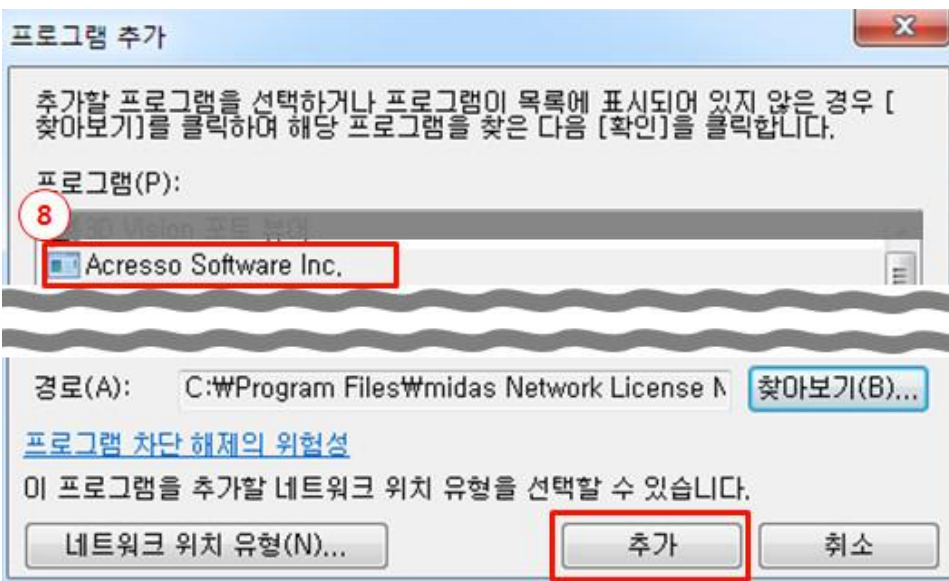 프로그램 추가
추가할 프로그램을 선택하거나 프로그램이 목록에 표시되어 있지 않은 경우 [
찾아보기]를 클릭하여 해당 프로그램을 찾은 다음 [확인]을 클릭합니다.
프로그램(P):
8
3D Vision 포토 뷰어
Acresso Software Inc.
경로(A): C:₩Program Files₩midas Network License N 찾아보기(B)...
프로그램 차단 해제의 위험성
이 프로그램을 추가할 네트워크 위치 유형을 선택할 수 있습니다.
네트워크 위치 유형(N)... 추가 취소